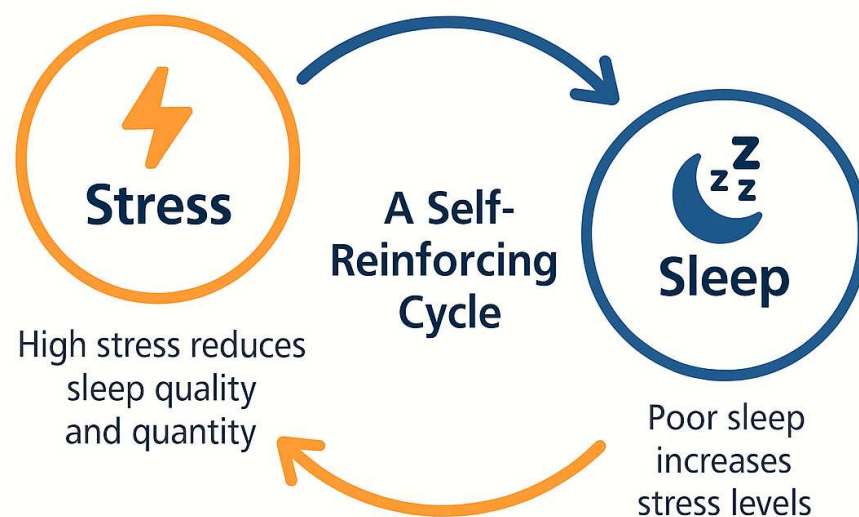 Stress
High stress reduces
sleep quality
and quantity
A Self-
Reinforcing
Cycle
z z z
Sleep
Poor sleep
increases
stress levels